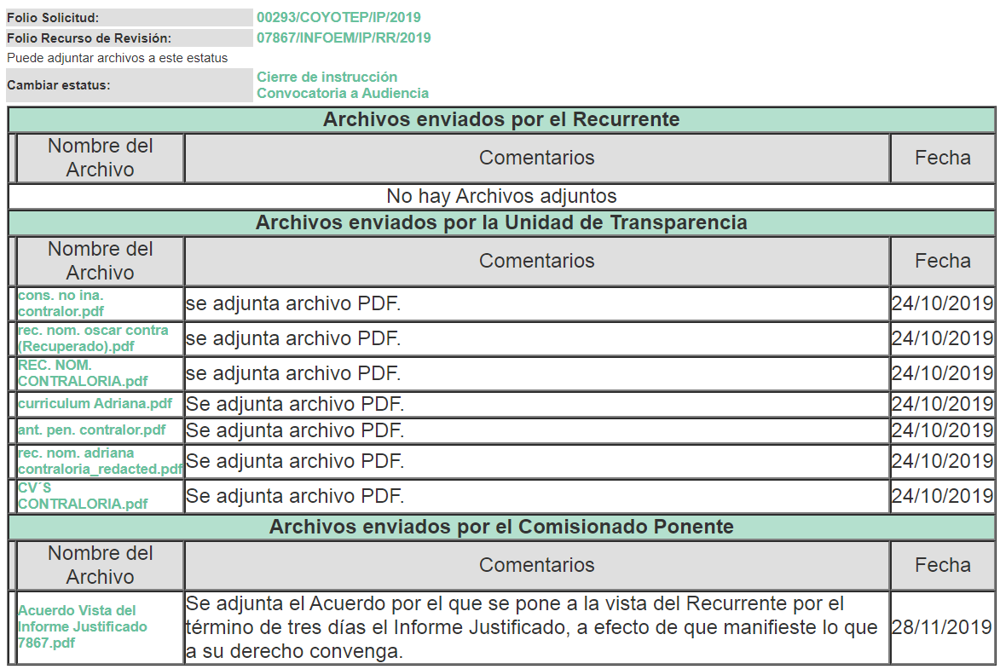 Folio Solicitud: 00293/COYOTEP/IP/2019
Folio Recurso de Revisión: 07867/INFOEM/IP/RR/2019
Puede adjuntar archivos a este estatus
Cambiar estatus: Cierre de instrucción
Convocatoria a Audiencia
Archivos enviados por el Recurrente
Nombre del
Archivo
Comentarios
Fecha
No hay Archivos adjuntos
Archivos enviados por la Unidad de Transparencia
Nombre del
Archivo
Comentarios
Fecha
cons. no ina.
contralor.pdf
se adjunta archivo PDF.
24/10/2019
rec. nom. oscar contra
(Recuperado).pdf
se adjunta archivo PDF.
24/10/2019
REC. NOM.
CONTRALORIA.pdf
se adjunta archivo PDF.
24/10/2019
curriculum Adriana.pdf
Se adjunta archivo PDF.
24/10/2019
ant. pen. contralor.pdf
Se adjunta archivo PDF.
24/10/2019
rec. nom. adriana
contraloria_redacted.pdf
Se adjunta archivo PDF.
24/10/2019
CV´S
CONTRALORIA.pdf
Se adjunta archivo PDF.
24/10/2019
Archivos enviados por el Comisionado Ponente
Nombre del
Archivo
Comentarios
Fecha
Acuerdo Vista del
Informe Justificado
7867.pdf
Se adjunta el Acuerdo por el que se pone a la vista del Recurrente por el
término de tres días el Informe Justificado, a efecto de que manifieste lo que
a su derecho convenga.
28/11/2019